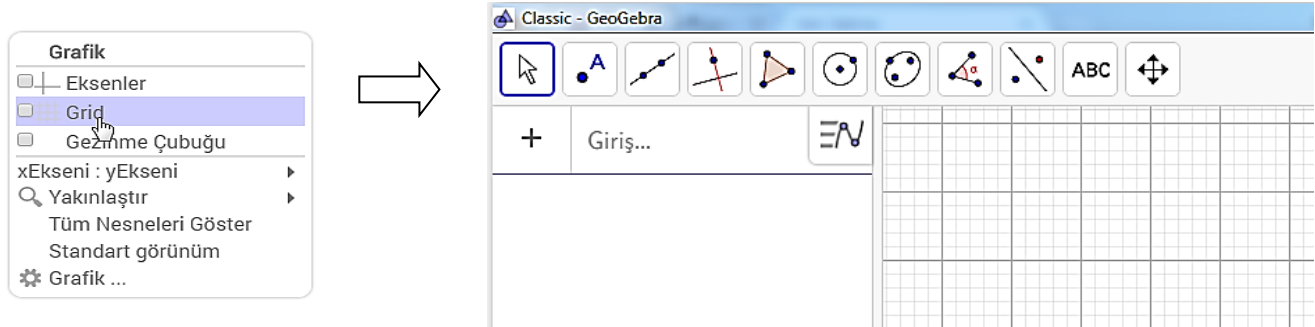 Grafik
Eksenler
Grid
Gezinme Çubuğu
xEkseni : yEkseni
Yakınlaştır
Tüm Nesneleri Göster
Standart görünüm
Grafik ...
Classic - GeoGebra
A
α
ABC
Giriş...